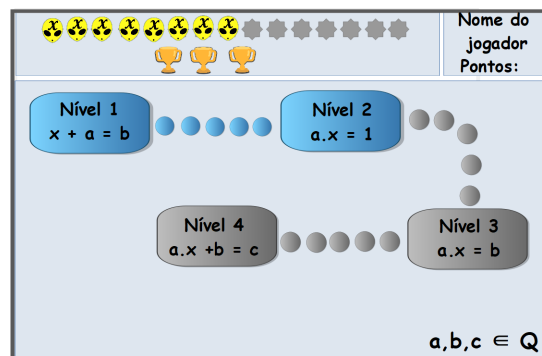 x x x x x x x x
Nome do
jogador
Pontos:
Nível 1
x + a = b
Nível 2
a.x = 1
Nível 4
a.x +b = c
Nível 3
a.x = b
a,b,c ∈ Q